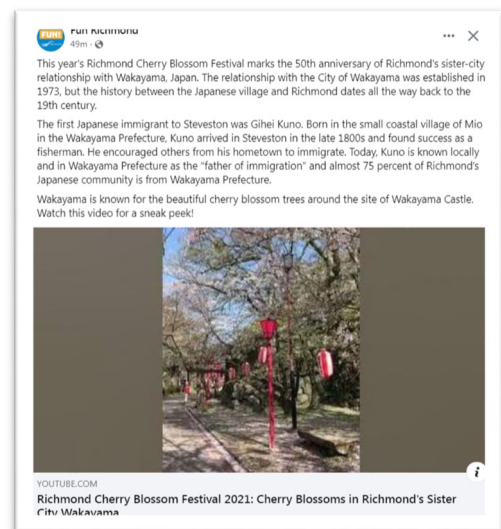 FUN!
Fun Richmond
49m
This year's Richmond Cherry Blossom Festival marks the 50th anniversary of Richmond's sister-city
relationship with Wakayama, Japan. The relationship with the City of Wakayama was established in
1973, but the history between the Japanese village and Richmond dates all the way back to the
19th century.
The first Japanese immigrant to Steveston was Gihei Kuno. Born in the small coastal village of Mio
in the Wakayama Prefecture, Kuno arrived in Steveston in the late 1800s and found success as a
fisherman. He encouraged others from his hometown to immigrate. Today, Kuno is known locally
and in Wakayama Prefecture as the "father of immigration" and almost 75 percent of Richmond's
Japanese community is from Wakayama Prefecture.
Wakayama is known for the beautiful cherry blossom trees around the site of Wakayama Castle.
Watch this video for a sneak peek!
YOUTUBE.COM
Richmond Cherry Blossom Festival 2021: Cherry Blossoms in Richmond's Sister
City Wakayama